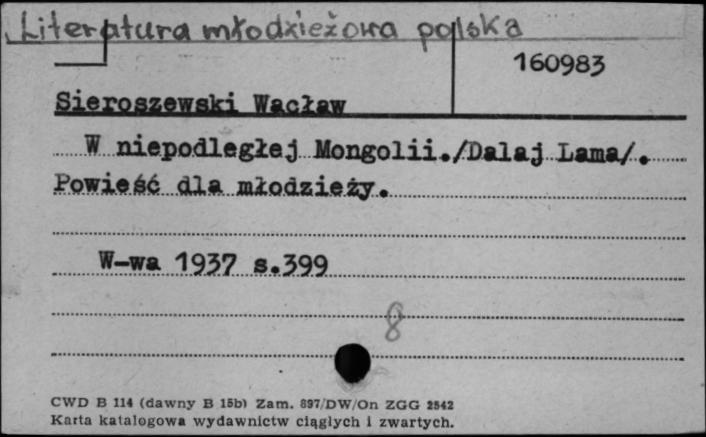 Literatura młodzieżowa polska
160983
Sieroszewski Wacław
W niepodległej Mongolii./Dalaj Lama/.
Powieść dla młodzieży.
W-wa 1937 s.399
8
CWD B 114 (dawny B 15b) Zam. 897/DW/On ZGG 2542
Karta katalogowa wydawnictw ciągłych i zwartych.